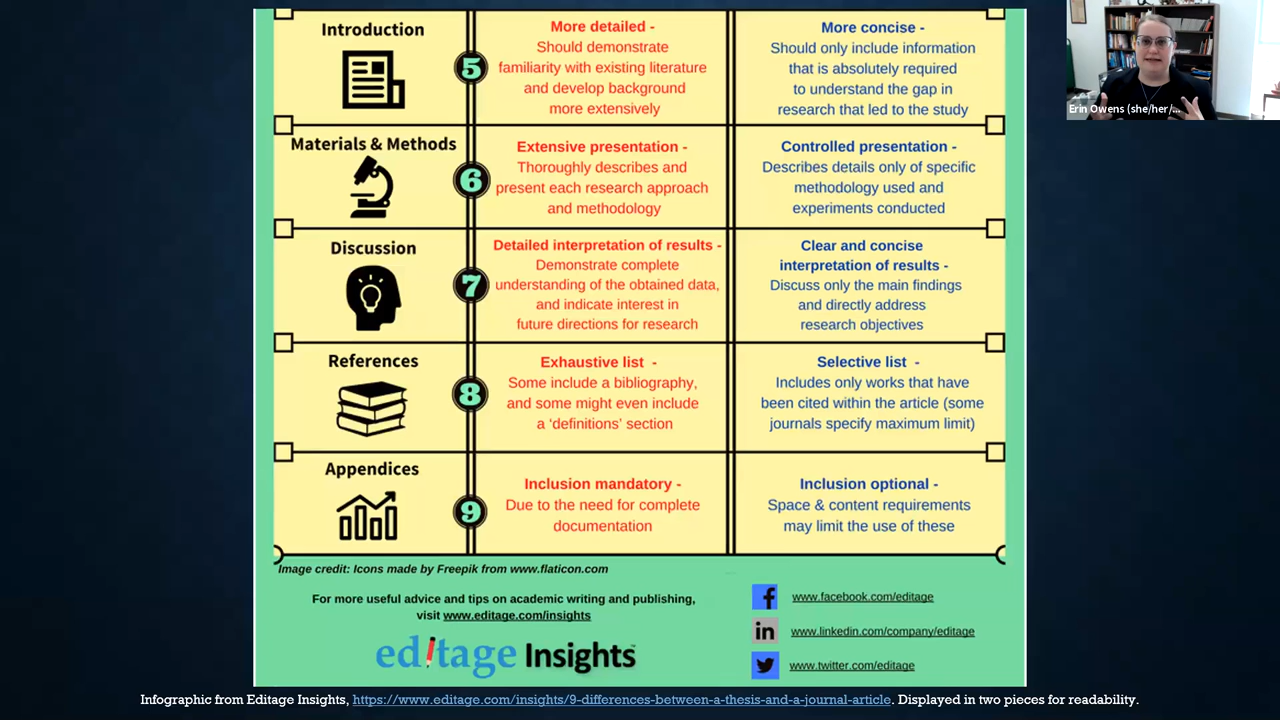 Introduction
5
More detailed -
Should demonstrate
familiarity with existing literature
and develop background
more extensively
More concise -
Should only include information
that is absolutely required
to understand the gap in
research that led to the study
Materials & Methods
6
Extensive presentation -
Thoroughly describes and
present each research approach
and methodology
Controlled presentation -
Describes details only of specific
methodology used and
experiments conducted
Discussion
7
Detailed interpretation of results -
Demonstrate complete
understanding of the obtained data,
and indicate interest in
future directions for research
Clear and concise
interpretation of results -
Discuss only the main findings
and directly address
research objectives
References
8
Exhaustive list -
Some include a bibliography,
and some might even include
a ‘definitions’ section
Selective list -
Includes only works that have
been cited within the article (some
journals specify maximum limit)
Appendices
9
Inclusion mandatory -
Due to the need for complete
documentation
Inclusion optional -
Space & content requirements
may limit the use of these
Image credit: Icons made by Freepik from www.flaticon.com
For more useful advice and tips on academic writing and publishing,
visit www.editage.com/insights
editage Insights
www.facebook.com/editage
www.linkedin.com/company/editage
www.twitter.com/editage
Infographic from Editage Insights, https://www.editage.com/insights/9-differences-between-a-thesis-and-a-journal-article. Displayed in two pieces for readability.
Erin Owens (she/her/...